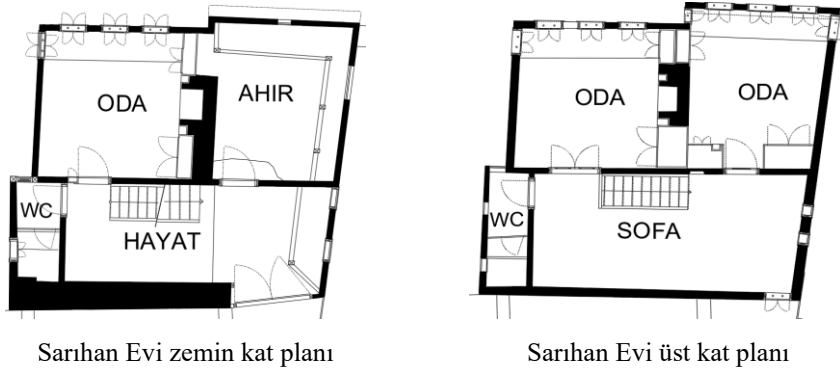 ODA
AHIR
WC
HAYAT
Sarıhan Evi zemin kat planı
ODA
ODA
WC
SOFA
Sarıhan Evi üst kat planı